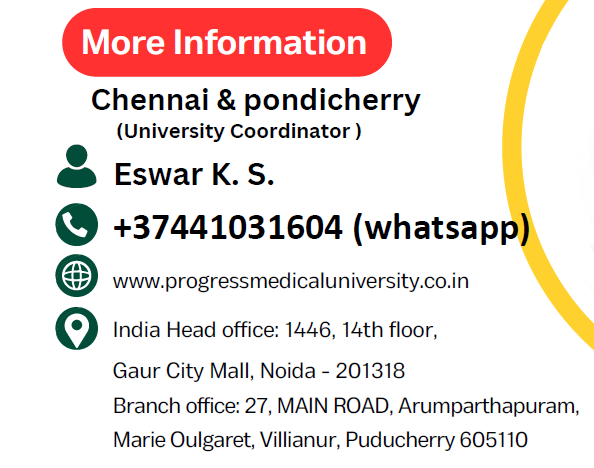 More Information
Chennai & pondicherry
(University Coordinator )
Eswar K. S.
+37441031604 (whatsapp)
www.progressmedicaluniversity.co.in
India Head office: 1446, 14th floor,
Gaur City Mall, Noida - 201318
Branch office: 27, MAIN ROAD, Arumparthapuram,
Marie Oulgaret, Villianur, Puducherry 605110